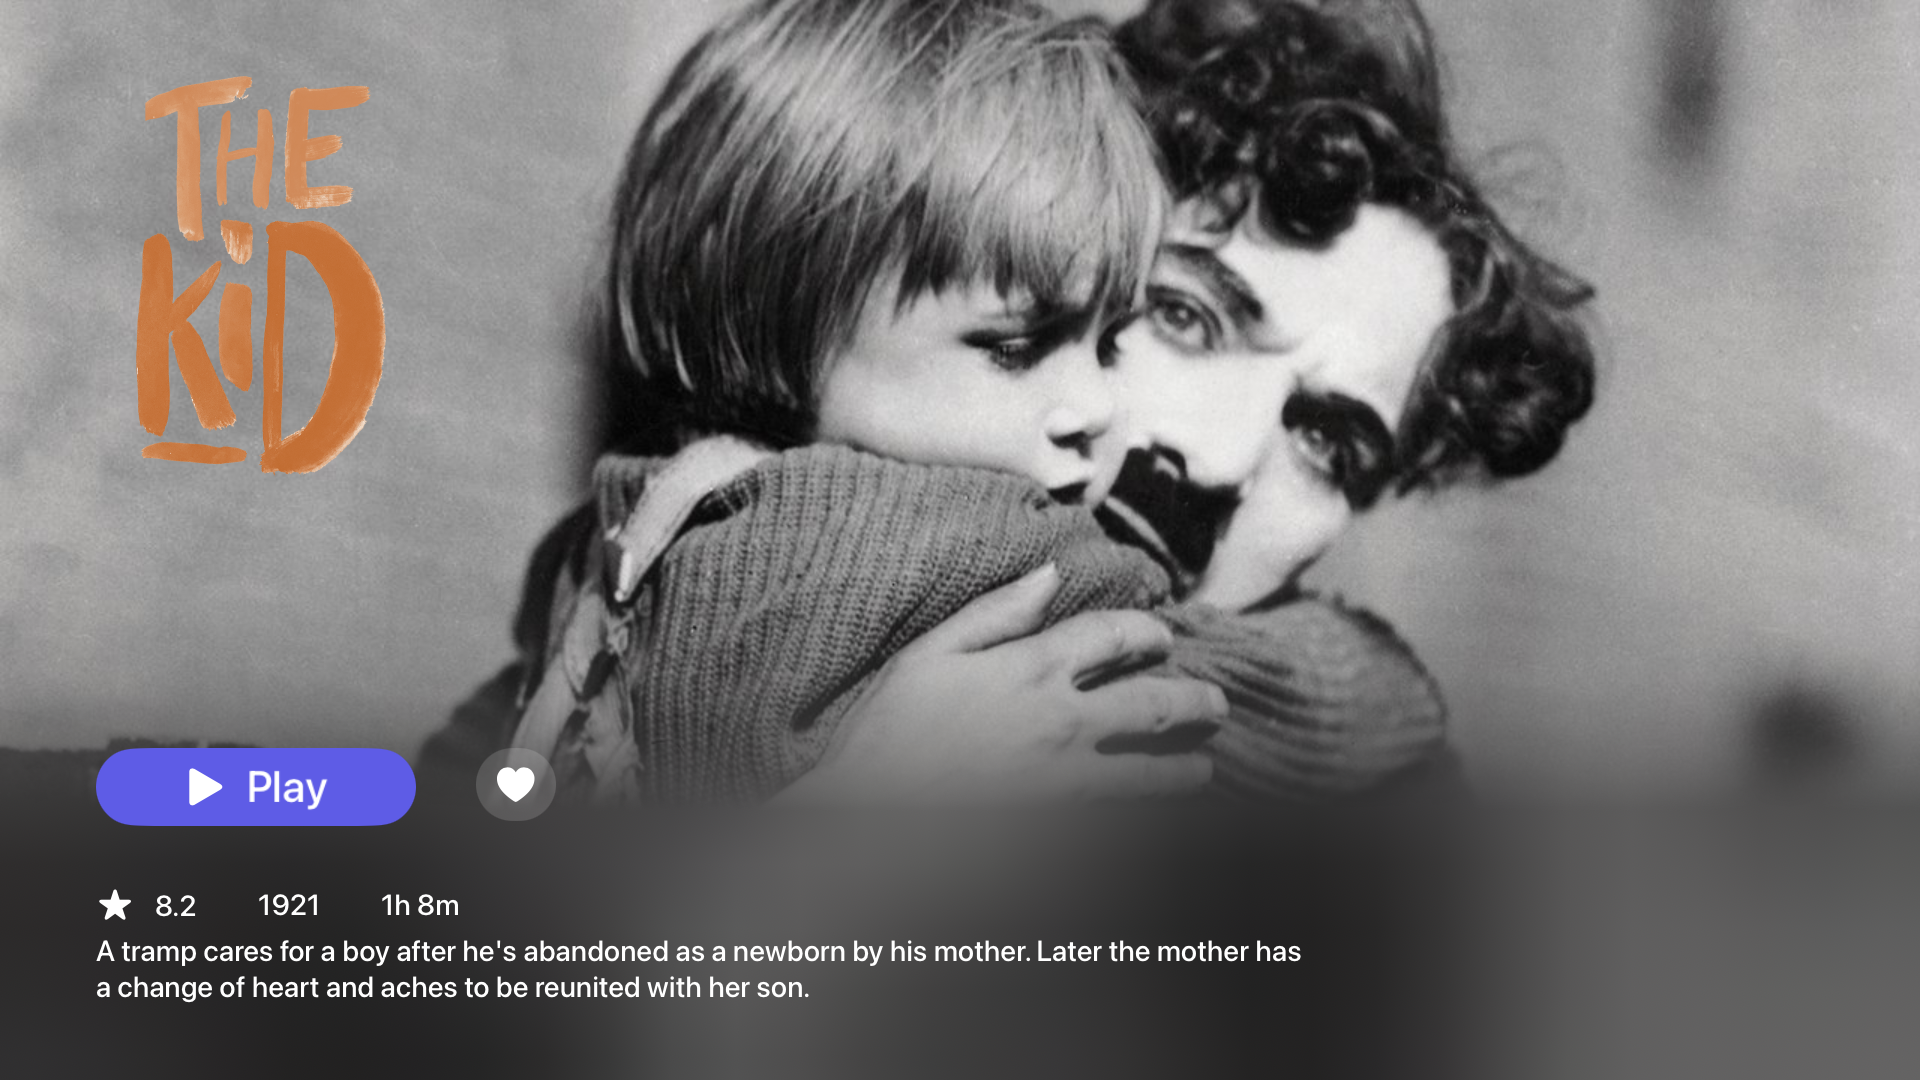 THE
KiD
Play
8.2 1921 1h 8m
A tramp cares for a boy after he's abandoned as a newborn by his mother. Later the mother has
a change of heart and aches to be reunited with her son.